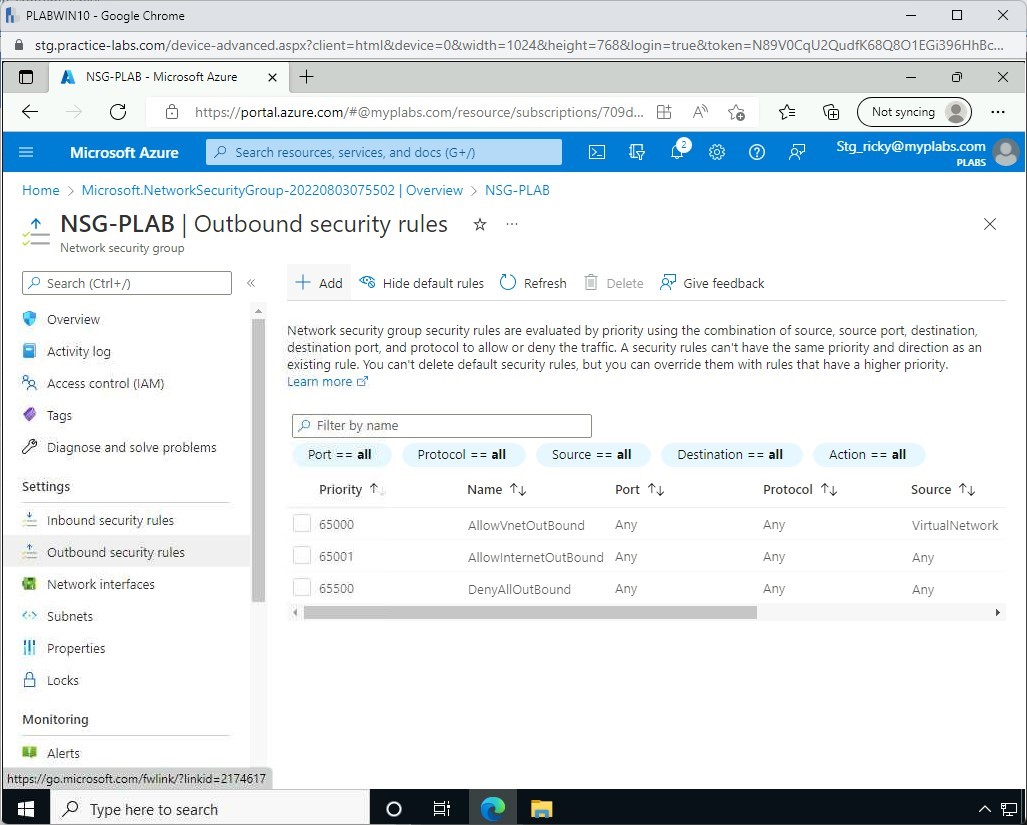 PLABWIN10 - Google Chrome
stg.practice-labs.com/device-advanced.aspx?client=html&device=0&width=1024&height=768&login=true&token=N89V0CqU2QudfK68Q8O1EGi396HhBc...
NSG-PLAB - Microsoft Azure
https://portal.azure.com/#@myplabs.com/resource/subscriptions/709d...
Not syncing
Microsoft Azure
Search resources, services, and docs (G+/)
2
Stg_ricky@myplabs.com
PLABS
Home > Microsoft.NetworkSecurityGroup-20220803075502 | Overview > NSG-PLAB
NSG-PLAB | Outbound security rules
Network security group
Search (Ctrl+/)
Overview
Activity log
Access control (IAM)
Tags
Diagnose and solve problems
Settings
Inbound security rules
Outbound security rules
Network interfaces
Subnets
Properties
Locks
Monitoring
Alerts
Add Hide default rules Refresh Delete Give feedback
Network security group security rules are evaluated by priority using the combination of source, source port, destination,
destination port, and protocol to allow or deny the traffic. A security rules can't have the same priority and direction as an
existing rule. You can't delete default security rules, but you can override them with rules that have a higher priority.
Learn more
Filter by name
Port == all Protocol == all Source == all Destination == all Action == all
Priority Name Port Protocol Source
65000 AllowVnetOutBound Any Any VirtualNetwork
65001 AllowInternetOutBound Any Any Any
65500 DenyAllOutBound Any Any Any
https://go.microsoft.com/fwlink/?linkid=2174617
Type here to search